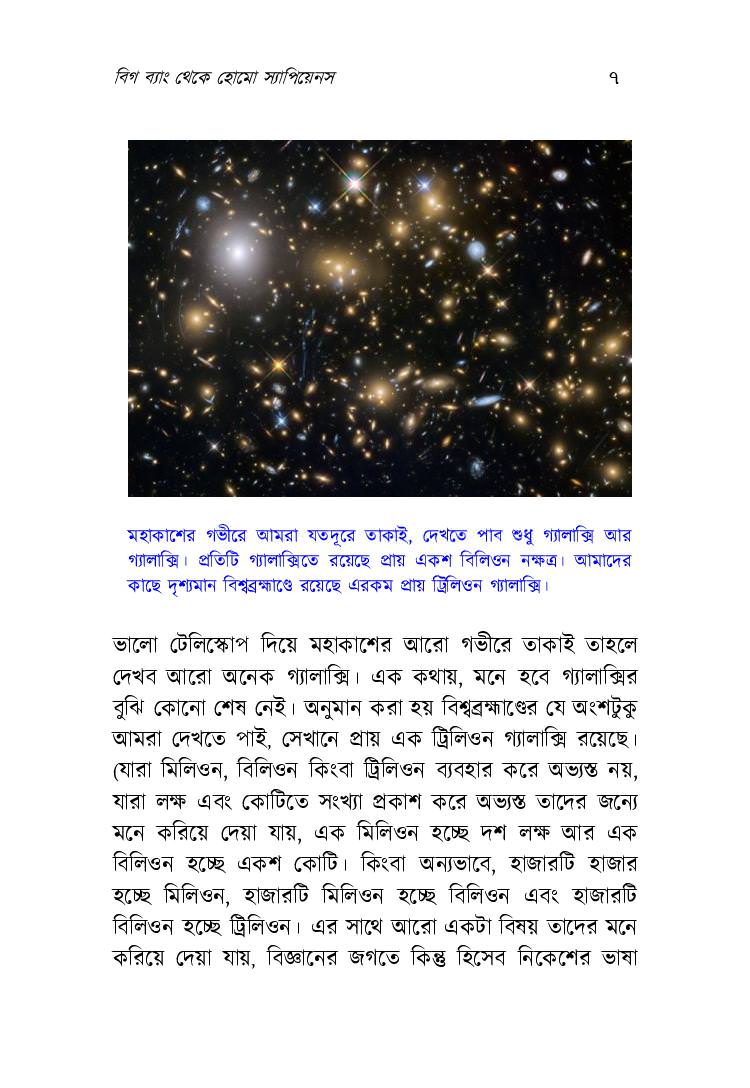 বিগ ব্যাং থেকে হোমো স্যাপিয়েনস ৭
মহাকাশের গভীরে আমরা যতদূরে তাকাই, দেখতে পাব শুধু গ্যালাক্সি আর
গ্যালাক্সি। প্রতিটি গ্যালাক্সিতে রয়েছে প্রায় একশ বিলিওন নক্ষত্র। আমাদের
কাছে দৃশ্যমান বিশ্বব্রহ্মাণ্ডে রয়েছে এরকম প্রায় ট্রিলিওন গ্যালাক্সি।
ভালো টেলিস্কোপ দিয়ে মহাকাশের আরো গভীরে তাকাই তাহলে
দেখব আরো অনেক গ্যালাক্সি। এক কথায়, মনে হবে গ্যালাক্সির
বুঝি কোনো শেষ নেই। অনুমান করা হয় বিশ্বব্রহ্মাণ্ডের যে অংশটুকু
আমরা দেখতে পাই, সেখানে প্রায় এক ট্রিলিওন গ্যালাক্সি রয়েছে।
(যারা মিলিওন, বিলিওন কিংবা ট্রিলিওন ব্যবহার করে অভ্যস্ত নয়,
যারা লক্ষ এবং কোটিতে সংখ্যা প্রকাশ করে অভ্যস্ত তাদের জন্যে
মনে করিয়ে দেয়া যায়, এক মিলিওন হচ্ছে দশ লক্ষ আর এক
বিলিওন হচ্ছে একশ কোটি। কিংবা অন্যভাবে, হাজারটি হাজার
হচ্ছে মিলিওন, হাজারটি মিলিওন হচ্ছে বিলিওন এবং হাজারটি
বিলিওন হচ্ছে ট্রিলিওন। এর সাথে আরো একটা বিষয় তাদের মনে
করিয়ে দেয়া যায়, বিজ্ঞানের জগতে কিন্তু হিসেব নিকেশের ভাষা